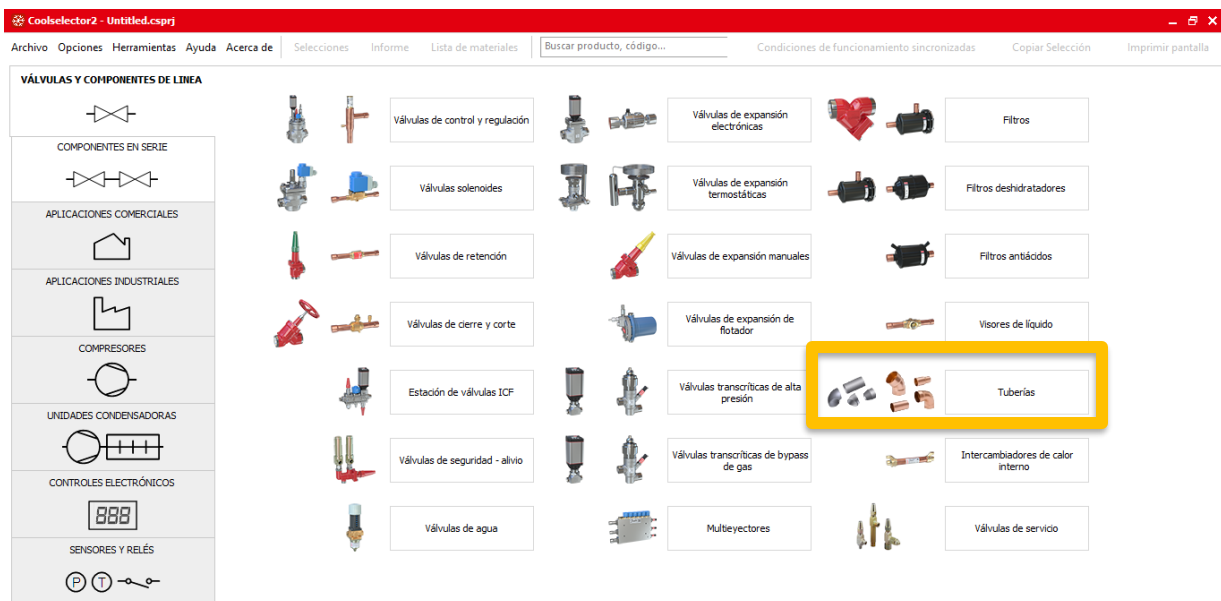 Coolselector2 - Untitled.csprj
Archivo Opciones Herramientas Ayuda Acerca de Selecciones Informe Lista de materiales Buscar producto, código... Condiciones de funcionamiento sincronizadas Copiar Selección Imprimir pantalla
VÁLVULAS Y COMPONENTES DE LINEA
COMPONENTES EN SERIE
APLICACIONES COMERCIALES
APLICACIONES INDUSTRIALES
COMPRESORES
UNIDADES CONDENSADORAS
CONTROLES ELECTRÓNICOS
888
SENSORES Y RELÉS
P T
Válvulas de control y regulación
Válvulas solenoides
Válvulas de retención
Válvulas de cierre y corte
Estación de válvulas ICF
Válvulas de seguridad - alivio
Válvulas de agua
Válvulas de expansión
electrónicas
Válvulas de expansión
termostáticas
Válvulas de expansión manuales
Válvulas de expansión de
flotador
Válvulas transcríticas de alta
presión
Válvulas transcríticas de bypass
de gas
Multieyectores
Filtros
Filtros deshidratadores
Filtros antiácidos
Visores de líquido
Tuberías
Intercambiadores de calor
interno
Válvulas de servicio